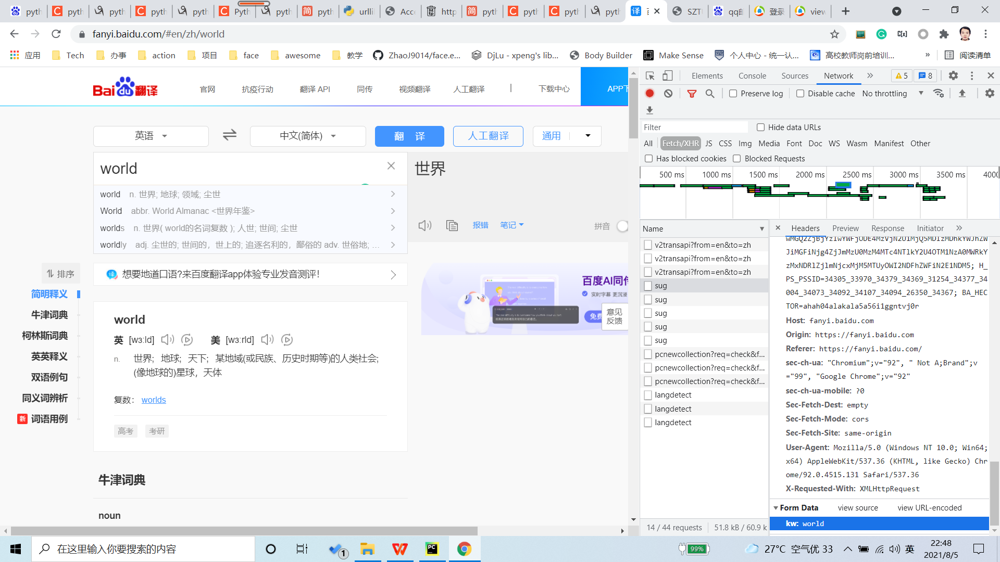 pyth
pyth
pyth
pyth
pyth
Pyth
pyth
pyth
urlli
Acce
http
pyth
pyth
pyth
pyth
SZT
qq邮
登录
view
fanyi.baidu.com/#en/zh/world
应用
Tech
办事
action
项目
face
awesome
教学
ZhaoJ9014/face.e...
DjLu - xpeng's lib...
Body Builder
Make Sense
个人中心 - 统一认...
高校教师岗前培训...
»
阅读清单
Bai du 翻译
官网
抗疫行动
翻译 API
同传
视频翻译
人工翻译
|
下载中心
APP下
英语
中文(简体)
翻 译
人工翻译
通用
world
世界
world n. 世界; 地球; 领域; 尘世
World abbr. World Almanac <世界年鉴>
worlds n. 世界( world的名词复数 ); 人世; 世间; 尘世
worldly adj. 尘世的; 世间的，世上的; 追逐名利的，鄙俗的 adv. 世俗地; ...
报错
笔记
拼音
想要地道口语?来百度翻译app体验专业发音测评!
排序
简明释义
牛津词典
柯林斯词典
英英释义
双语例句
同义词辨析
新 词语用例
world
英 [wɜːld] 美 [wɜːrld]
n. 世界；地球；天下；某地域(或民族、历史时期等)的人类社会;
(像地球的)星球，天体
复数： worlds
高考 考研
牛津词典
noun
百度AI同传
实时字幕 更沉浸
免费
意见
反馈
Elements
Console
Sources
Network
»
5
8
Preserve log
Disable cache
No throttling
Filter
Hide data URLs
All
Fetch/XHR
JS
CSS
Img
Media
Font
Doc
WS
Wasm
Manifest
Other
Has blocked cookies
Blocked Requests
500 ms
1000 ms
1500 ms
2000 ms
2500 ms
3000 ms
3500 ms
4000
Name
v2transapi?from=en&to=zh
v2transapi?from=en&to=zh
v2transapi?from=en&to=zh
sug
sug
sug
sug
sug
pcnewcollection?req=check&f...
pcnewcollection?req=check&f...
pcnewcollection?req=check&f...
langdetect
langdetect
langdetect
14 / 44 requests
51.8 kB / 60.9 k
Headers
Preview
Response
Initiator
»
PS_PSSID=34305_33970_34379_34369_31254_34377_34
004_34073_34092_34107_34094_26350_34367; BA_HEC
TOR=ahah04alakala5a56i1ggntvj0r
Host: fanyi.baidu.com
Origin: https://fanyi.baidu.com
Referer: https://fanyi.baidu.com/
sec-ch-ua: "Chromium";v="92", " Not A;Brand";v
="99", "Google Chrome";v="92"
sec-ch-ua-mobile: ?0
Sec-Fetch-Dest: empty
Sec-Fetch-Mode: cors
Sec-Fetch-Site: same-origin
User-Agent: Mozilla/5.0 (Windows NT 10.0; Win64;
x64) AppleWebKit/537.36 (KHTML, like Gecko) Chr
ome/92.0.4515.131 Safari/537.36
X-Requested-With: XMLHttpRequest
Form Data
view source
view URL-encoded
kw: world
在这里输入你要搜索的内容
1
99%
27°C 空气优 33
英
22:48
2021/8/5